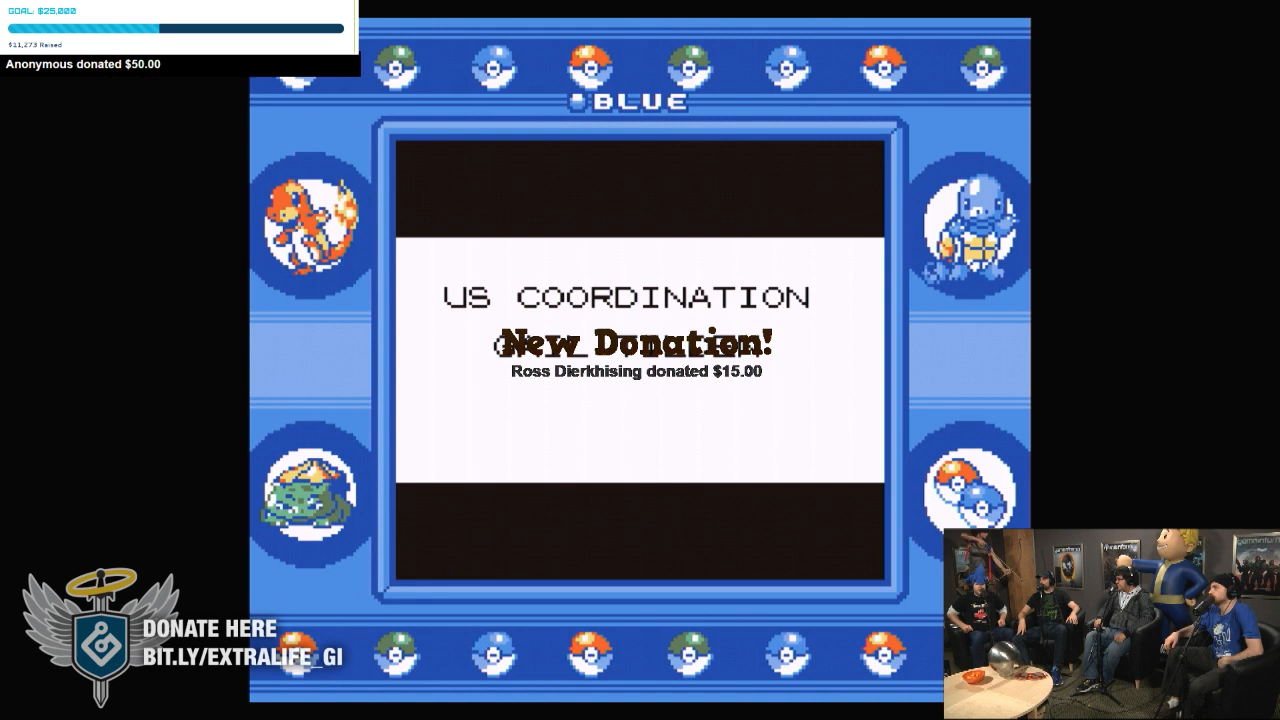 GOAL: $25,000
$11,273 Raised
Anonymous donated $50.00
BLUE
US COORDINATION
New Donation!
Ross Dierkhising donated $15.00
DONATE HERE
BIT.LY/EXTRALIFE_GI